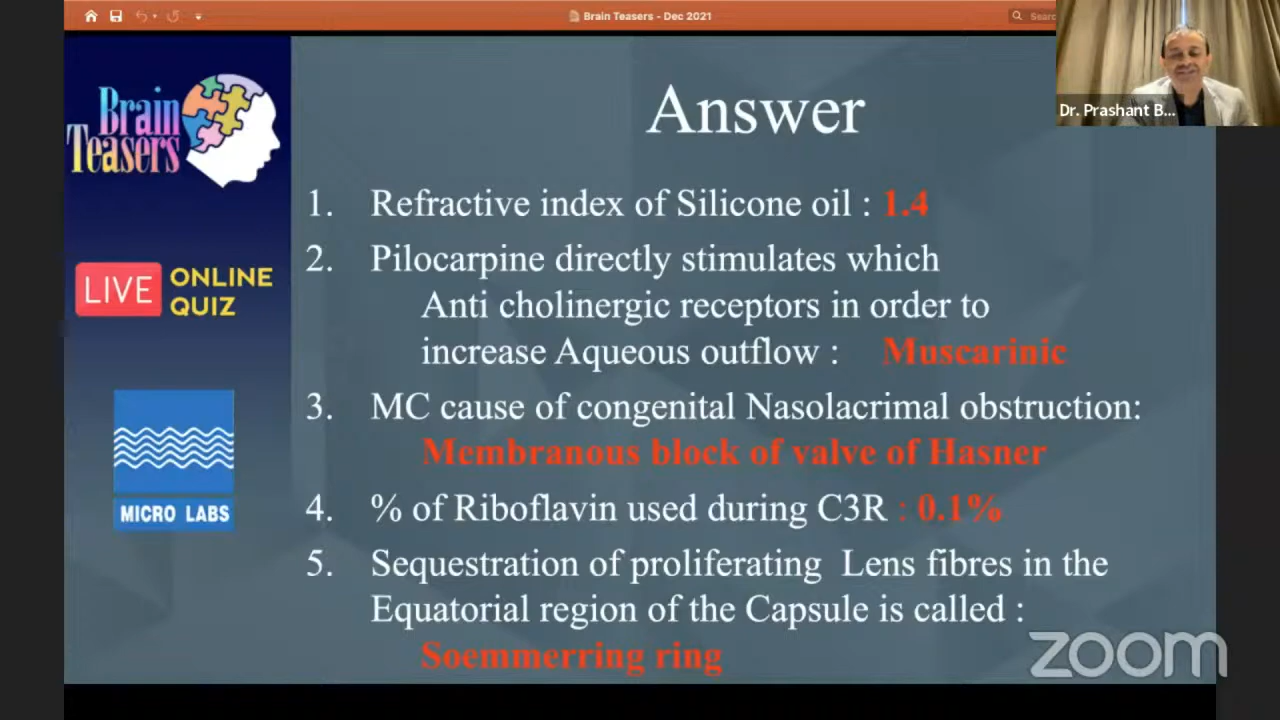 Brain Teasers - Dec 2021
Searc
Dr. Prashant B...
Brain
Teasers
LIVE ONLINE
QUIZ
MICRO LABS
Answer
1. Refractive index of Silicone oil : 1.4
2. Pilocarpine directly stimulates which
Anti cholinergic receptors in order to
increase Aqueous outflow : Muscarinic
3. MC cause of congenital Nasolacrimal obstruction:
Membranous block of valve of Hasner
4. % of Riboflavin used during C3R : 0.1%
5. Sequestration of proliferating Lens fibres in the
Equatorial region of the Capsule is called :
Soemmerring ring
zoom